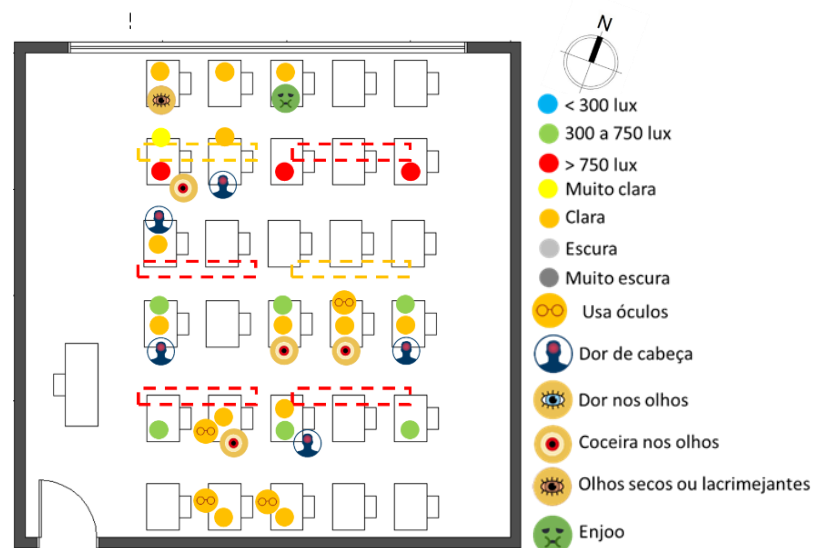 N
< 300 lux
300 a 750 lux
> 750 lux
Muito clara
Clara
Escura
Muito escura
Usa óculos
Dor de cabeça
Dor nos olhos
Coceira nos olhos
Olhos secos ou lacrimejantes
Enjoo